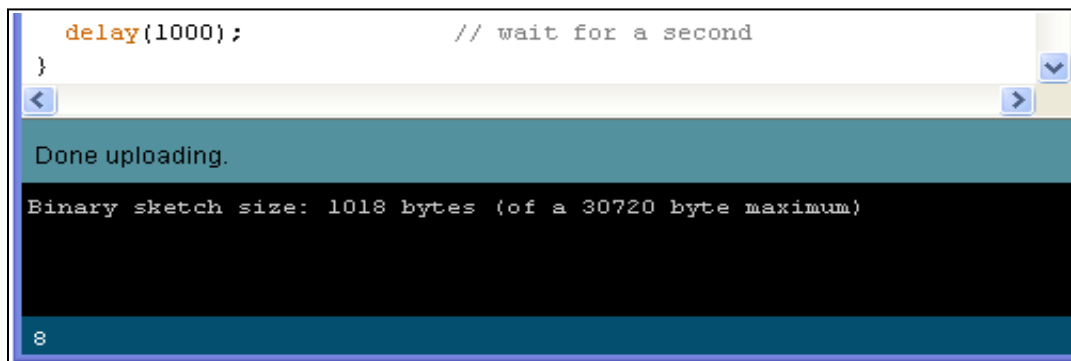 delay(1000);                // wait for a second
}
Done uploading.
Binary sketch size: 1018 bytes (of a 30720 byte maximum)
8